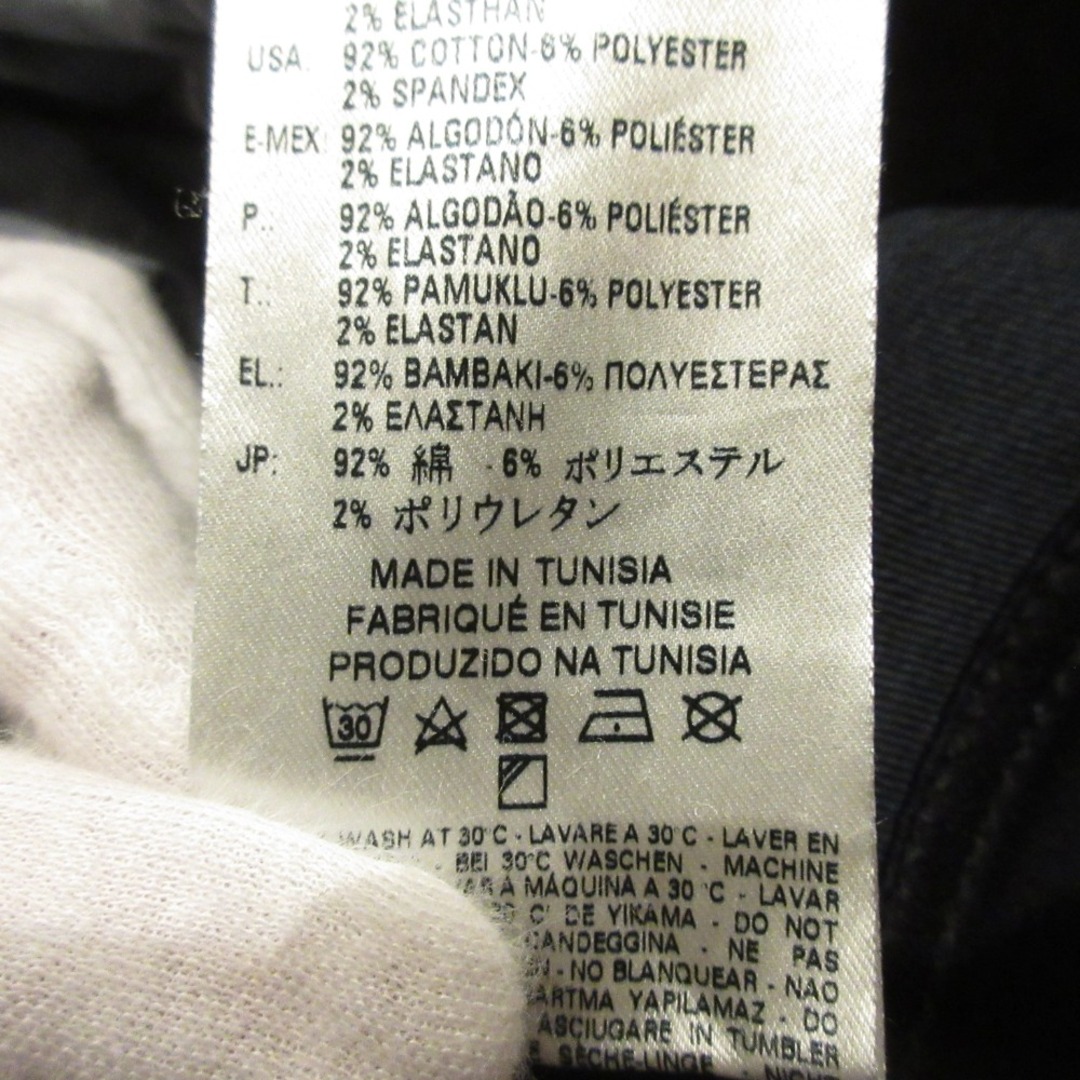 2% ELASTHAN
USA. 92% COTTON-6% POLYESTER
2% SPANDEX
E-MEX 92% ALGODÓN-6% POLIÉSTER
2% ELASTANO
P.: 92% ALGODÃO-6% POLIÉSTER
2% ELASTANO
T.: 92% PAMUKLU-6% POLYESTER
2% ELASTAN
EL.: 92% BAMBAKI-6% ΠΟΛΥΕΣΤΕΡΑΣ
2% ΕΛΑΣΤΑΝΗ
JP: 92% 綿 - 6% ポリエステル
2% ポリウレタン
MADE IN TUNISIA
FABRIQUÉ EN TUNISIE
PRODUZiDO NA TUNISIA
30
WASH AT 30°C - LAVARE A 30°C - LAVER EN
- BEI 30°C WASCHEN - MACHINE
A MÁQUINA A 30 °C - LAVAR
C' DE YIKAMA - DO NOT
CANDEGGINA - NE PAS
- NO BLANQUEAR - NAO
YAPILAMAZ - DO
ASCIUGARE IN TUMBLER
SÈCHE-LINGE -